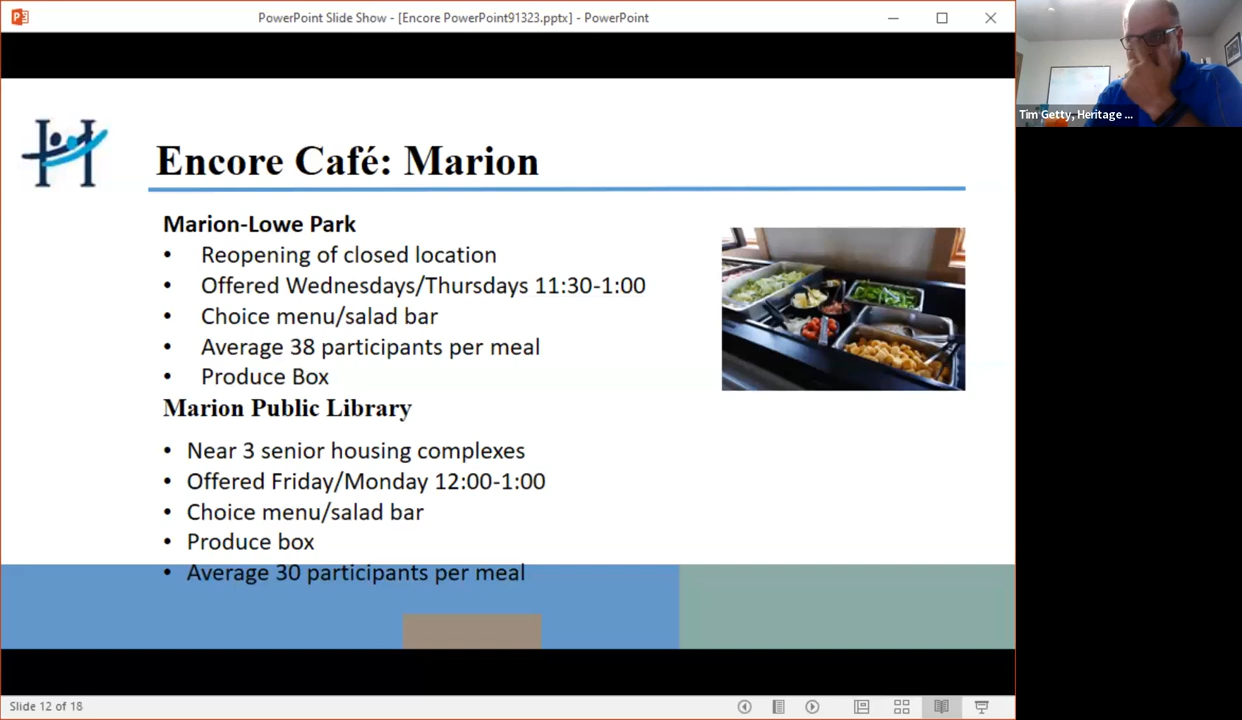 PowerPoint Slide Show - [Encore PowerPoint91323.pptx] - PowerPoint
Tim Getty, Heritage ...
H
Encore Café: Marion
Marion-Lowe Park
• Reopening of closed location
• Offered Wednesdays/Thursdays 11:30-1:00
• Choice menu/salad bar
• Average 38 participants per meal
• Produce Box
Marion Public Library
• Near 3 senior housing complexes
• Offered Friday/Monday 12:00-1:00
• Choice menu/salad bar
• Produce box
• Average 30 participants per meal
Slide 12 of 18